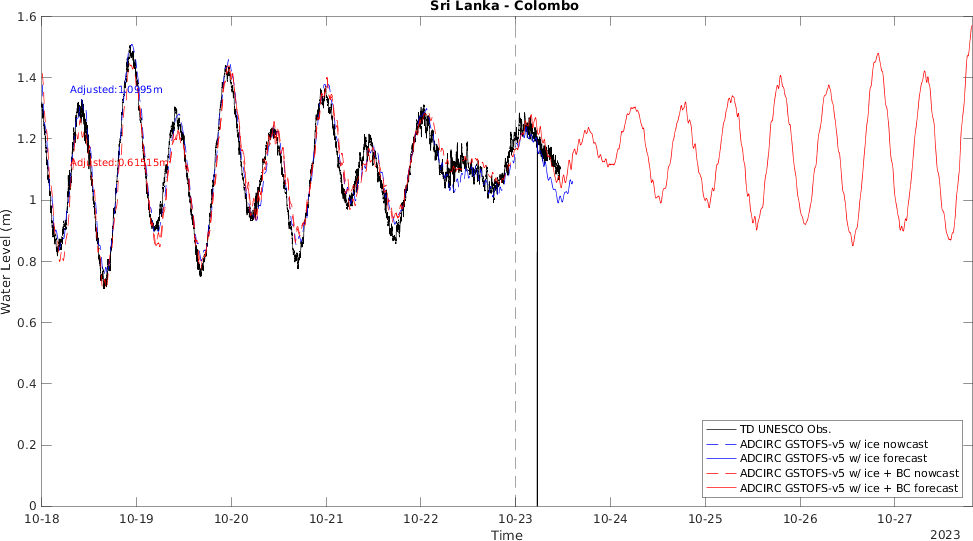 Sri Lanka - Colombo
1.6
1.4
1.2
1
0.8
0.6
0.4
0.2
0
Water Level (m)
Adjusted:1.0995m
Adjusted:0.61515m
TD UNESCO Obs.
ADCIRC GSTOFS-v5 w/ ice nowcast
ADCIRC GSTOFS-v5 w/ ice forecast
ADCIRC GSTOFS-v5 w/ ice + BC nowcast
ADCIRC GSTOFS-v5 w/ ice + BC forecast
10-18 10-19 10-20 10-21 10-22 10-23 10-24 10-25 10-26 10-27
Time
2023